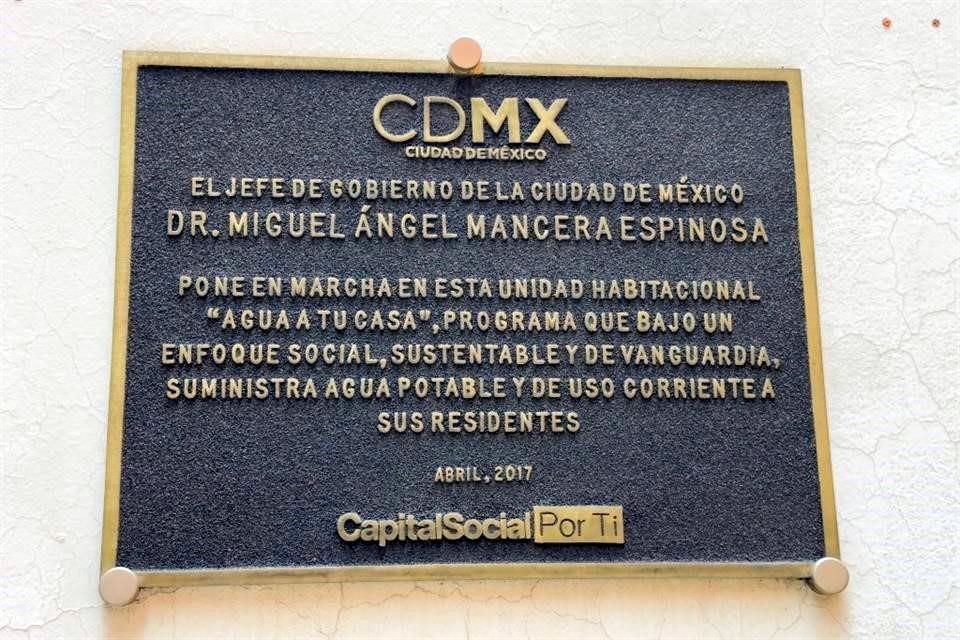 CDMX
CIUDAD DE MÉXICO
EL JEFE DE GOBIERNO DE LA CIUDAD DE MÉXICO
DR. MIGUEL ÁNGEL MANCERA ESPINOSA
PONE EN MARCHA EN ESTA UNIDAD HABITACIONAL
"AGUA A TU CASA", PROGRAMA QUE BAJO UN
ENFOQUE SOCIAL, SUSTENTABLE Y DE VANGUARDIA,
SUMINISTRA AGUA POTABLE Y DE USO CORRIENTE A
SUS RESIDENTES
ABRIL, 2017
CapitalSocial Por Ti